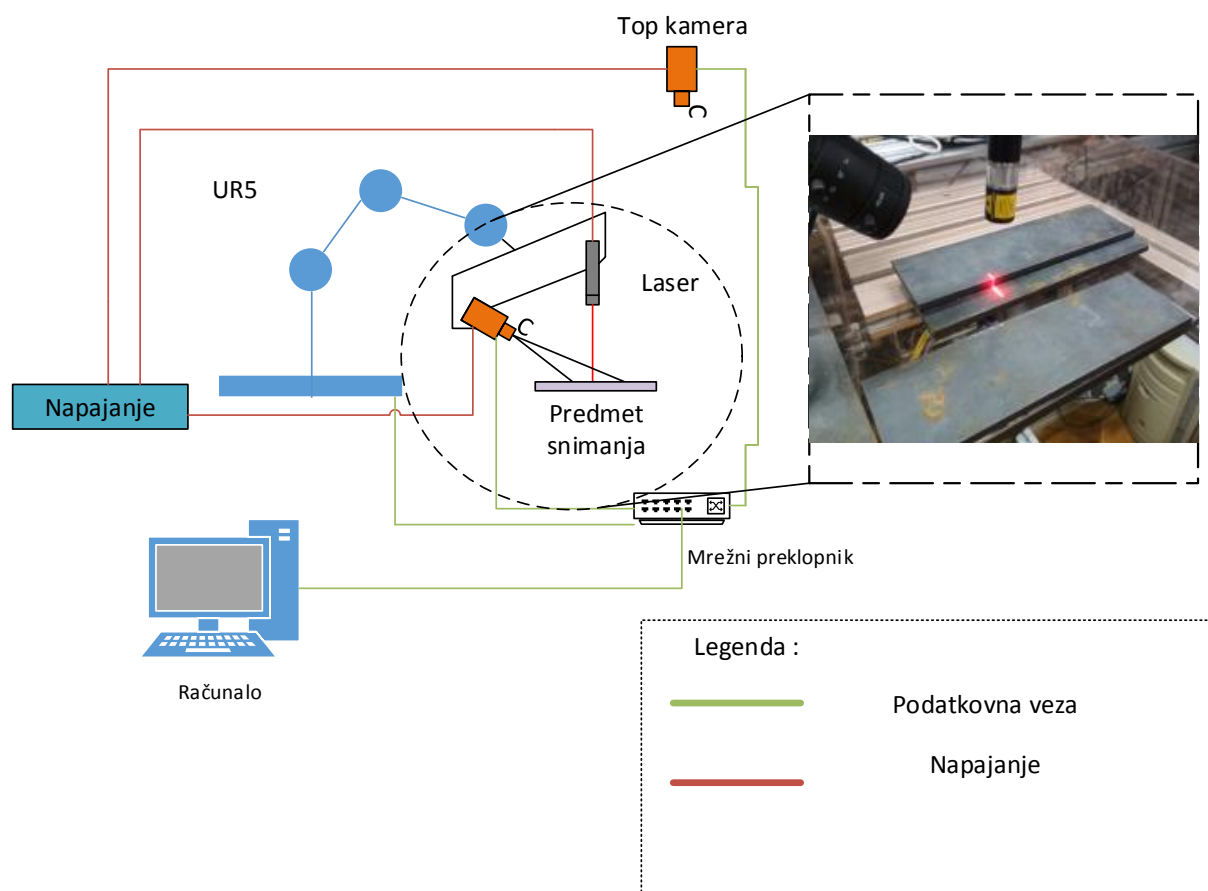 Top kamera
UR5
Laser
Napajanje
Predmet
snimanja
Mrežni preklopnik
Računalo
Legenda :
Podatkovna veza
Napajanje